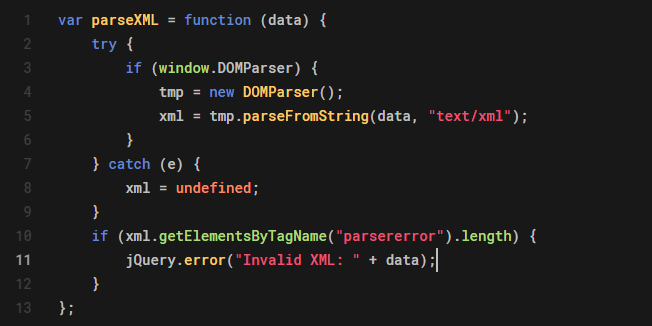 1 var parseXML = function (data) {
2     try {
3         if (window.DOMParser) {
4             tmp = new DOMParser();
5             xml = tmp.parseFromString(data, "text/xml");
6         }
7     } catch (e) {
8         xml = undefined;
9     }
10     if (xml.getElementsByTagName("parsererror").length) {
11         jQuery.error("Invalid XML: " + data);
12     }
13 };